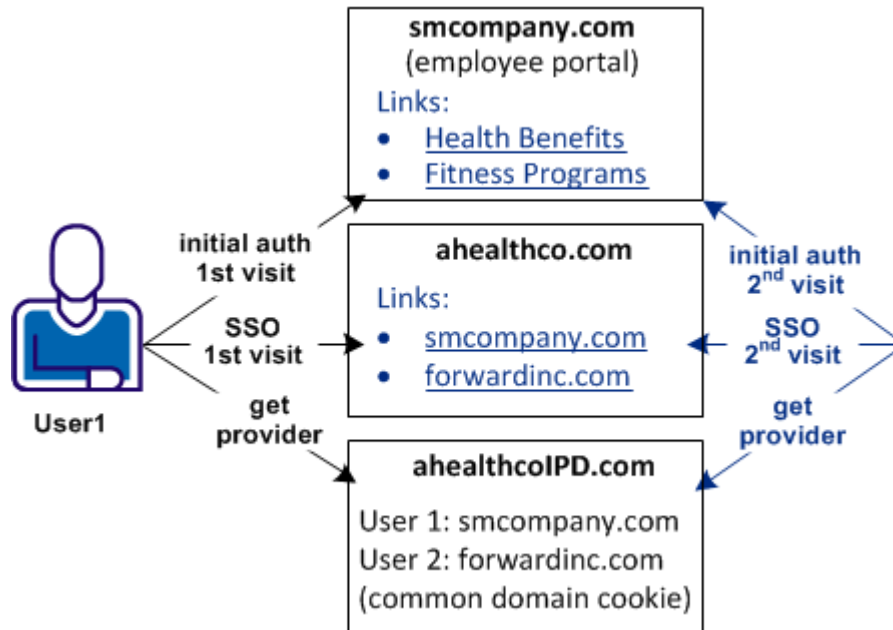 smcompany.com
(employee portal)
Links:
• Health Benefits
• Fitness Programs
initial auth
1st visit
SSO
1st visit
get
provider
User1
ahealthco.com
Links:
• smcompany.com
• forwardinc.com
initial auth
2nd visit
SSO
2nd visit
get
provider
ahealthcoIPD.com
User 1: smcompany.com
User 2: forwardinc.com
(common domain cookie)